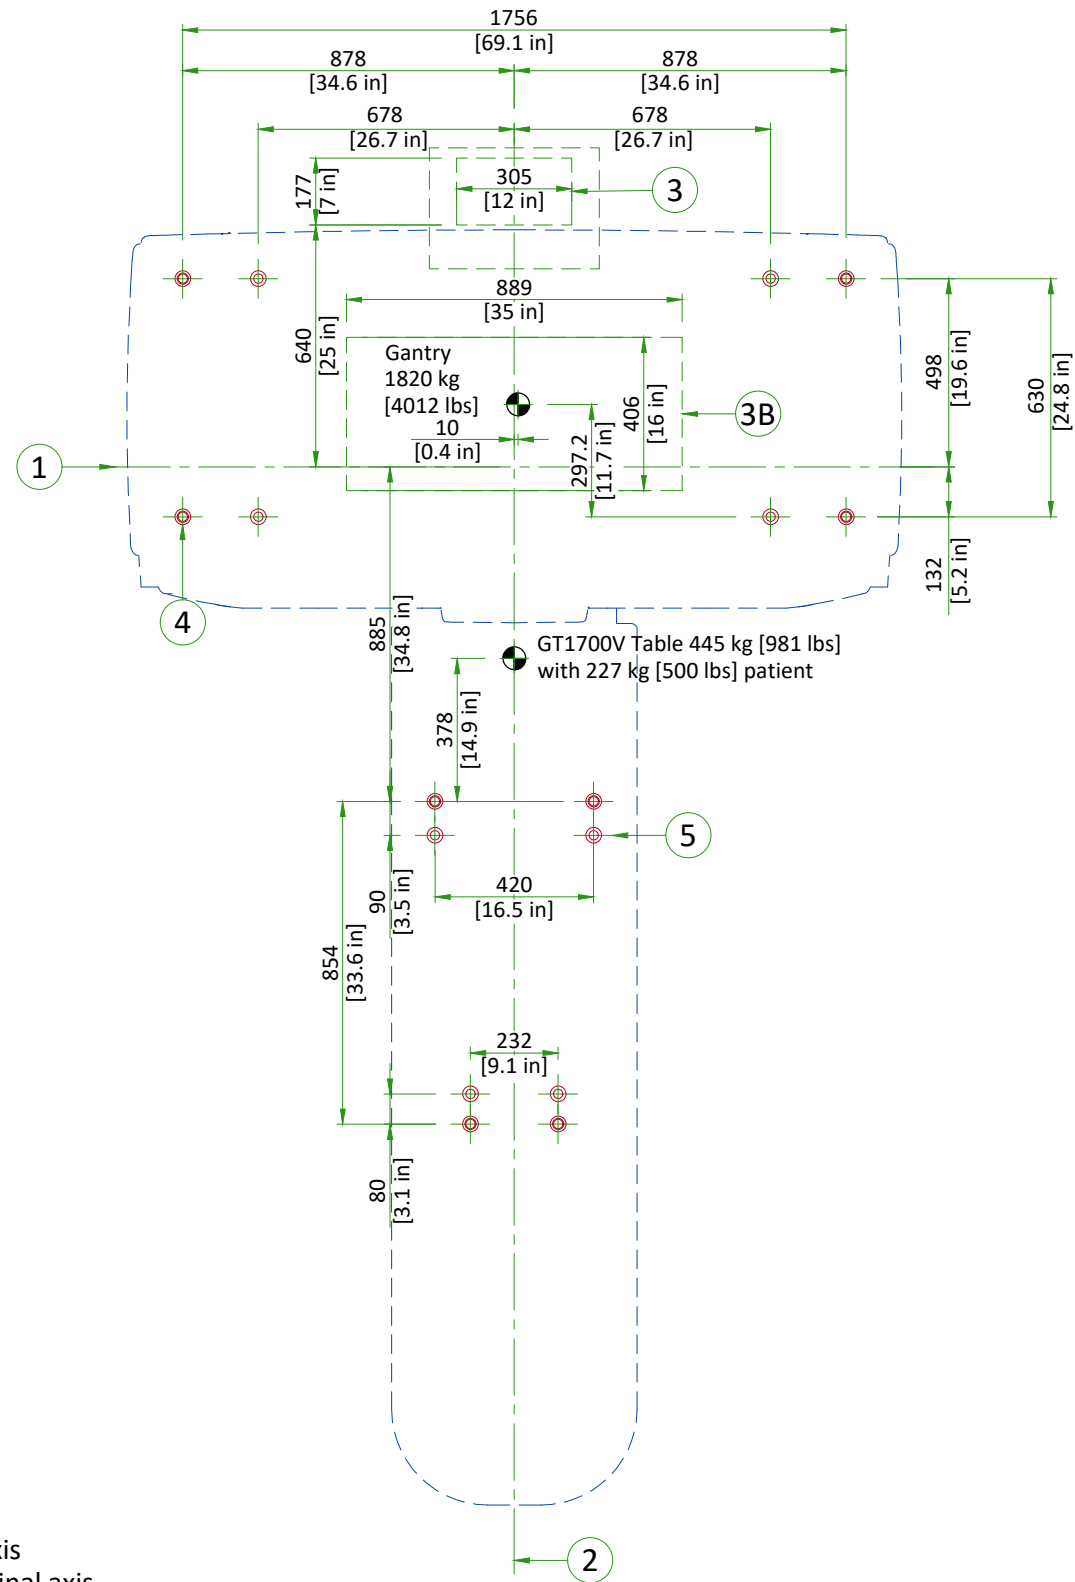 1756
[69.1 in]
878
[34.6 in]
878
[34.6 in]
678
[26.7 in]
678
[26.7 in]
177
[7 in]
305
[12 in]
3
889
[35 in]
640
[25 in]
Gantry
1820 kg
[4012 lbs]
10
[0.4 in]
406
[16 in]
3B
297.2
[11.7 in]
498
[19.6 in]
630
[24.8 in]
1
132
[5.2 in]
4
885
[34.8 in]
GT1700V Table 445 kg [981 lbs]
with 227 kg [500 lbs] patient
378
[14.9 in]
5
420
[16.5 in]
90
[3.5 in]
854
[33.6 in]
232
[9.1 in]
80
[3.1 in]
2